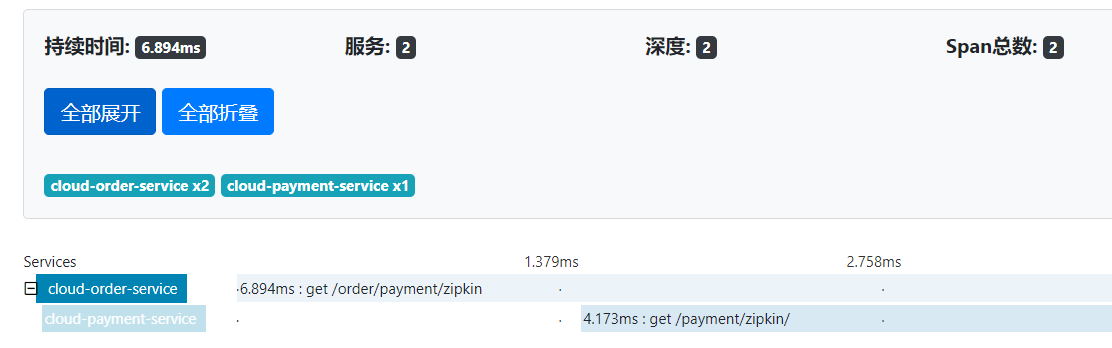 持续时间: 6.894ms 服务: 2 深度: 2 Span总数: 2
全部展开 全部折叠
cloud-order-service x2 cloud-payment-service x1
Services 1.379ms 2.758ms
cloud-order-service 6.894ms : get /order/payment/zipkin
cloud-payment-service 4.173ms : get /payment/zipkin/